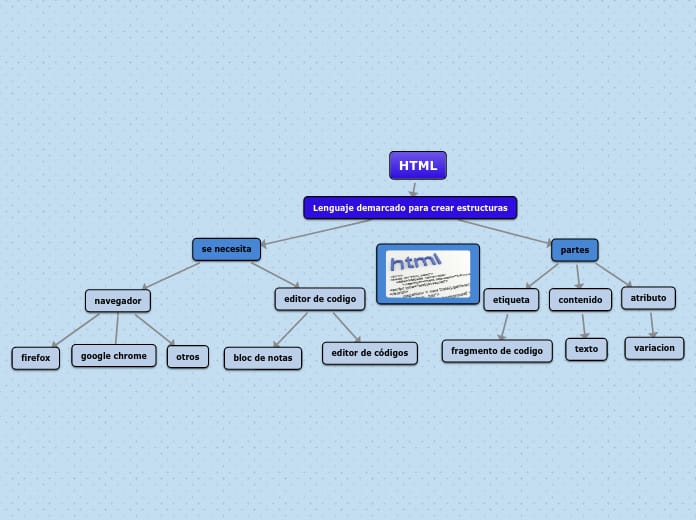 HTML
Lenguaje demarcado para crear estructuras
se necesita
partes
html
navegador
editor de codigo
etiqueta
contenido
atributo
firefox
google chrome
otros
bloc de notas
editor de códigos
fragmento de codigo
texto
variacion